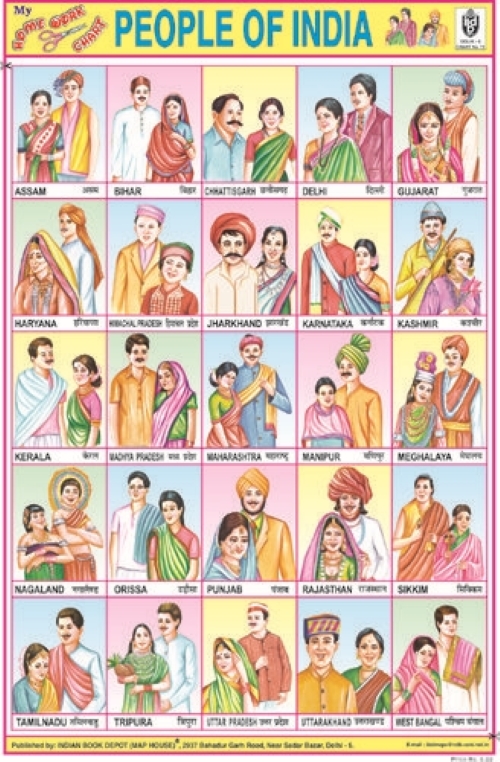 My
HOME WORK
CHART
PEOPLE OF INDIA
ASSAM असम
BIHAR बिहार
CHHATTISGARH छत्तीसगढ़
DELHI दिल्ली
GUJARAT गुजरात
HARYANA हरियाणा
HIMACHAL PRADESH हिमाचल प्रदेश
JHARKHAND झारखंड
KARNATAKA कर्नाटक
KASHMIR कश्मीर
KERALA केरल
MADHYA PRADESH मध्य प्रदेश
MAHARASHTRA महाराष्ट्र
MANIPUR मणिपुर
MEGHALAYA मेघालय
NAGALAND नागालैण्ड
ORISSA उड़ीसा
PUNJAB पंजाब
RAJASTHAN राजस्थान
SIKKIM सिक्किम
TAMILNADU तमिलनाडु
TRIPURA त्रिपुरा
UTTAR PRADESH उत्तर प्रदेश
UTTARAKHAND उत्तराखण्ड
WEST BANGAL पश्चिम बंगाल
Published by: INDIAN BOOK DEPOT (MAP HOUSE)®, 2937 Bahadur Garh Road, Near Sadar Bazar, Delhi - 6.